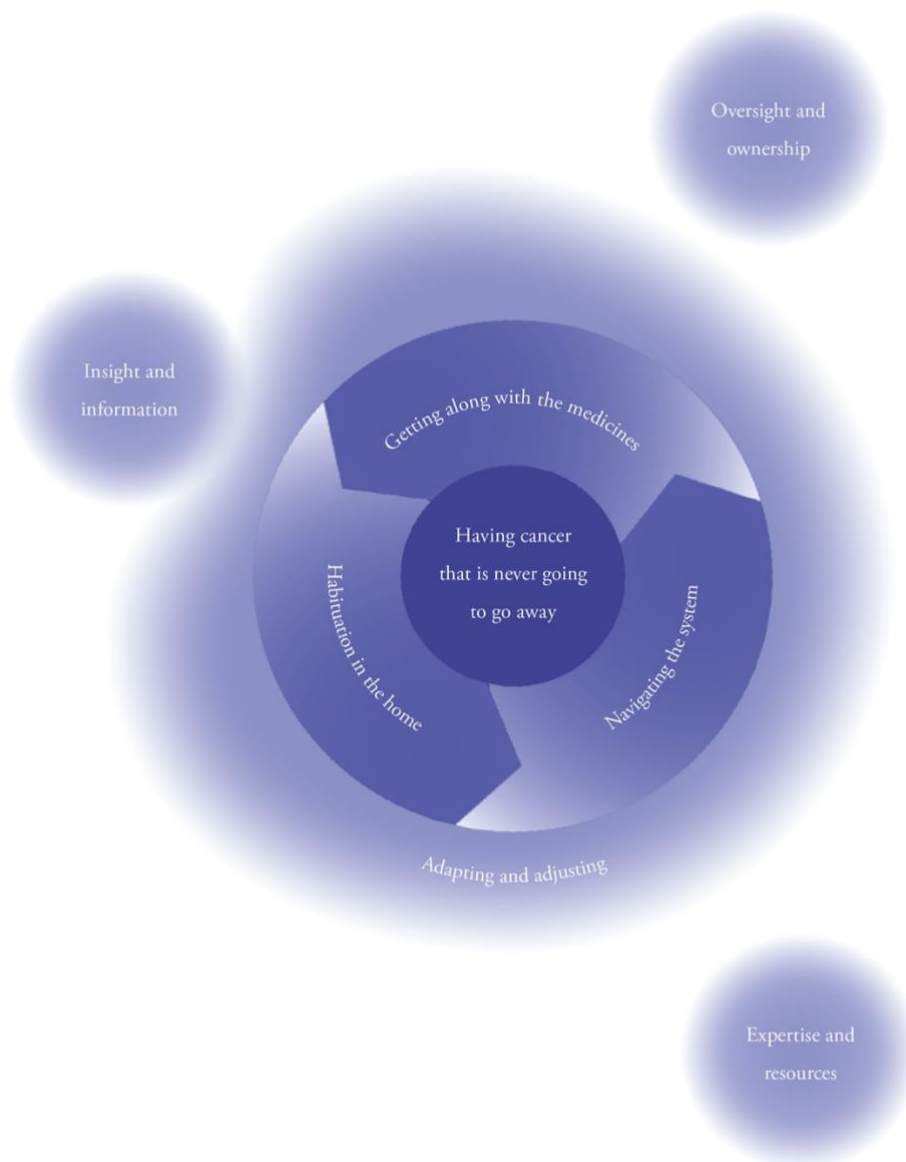 Oversight and
ownership
Insight and
information
Getting along with the medicines
Having cancer
that is never going
to go away
Habituation in the home
Navigating the system
Adapting and adjusting
Expertise and
resources